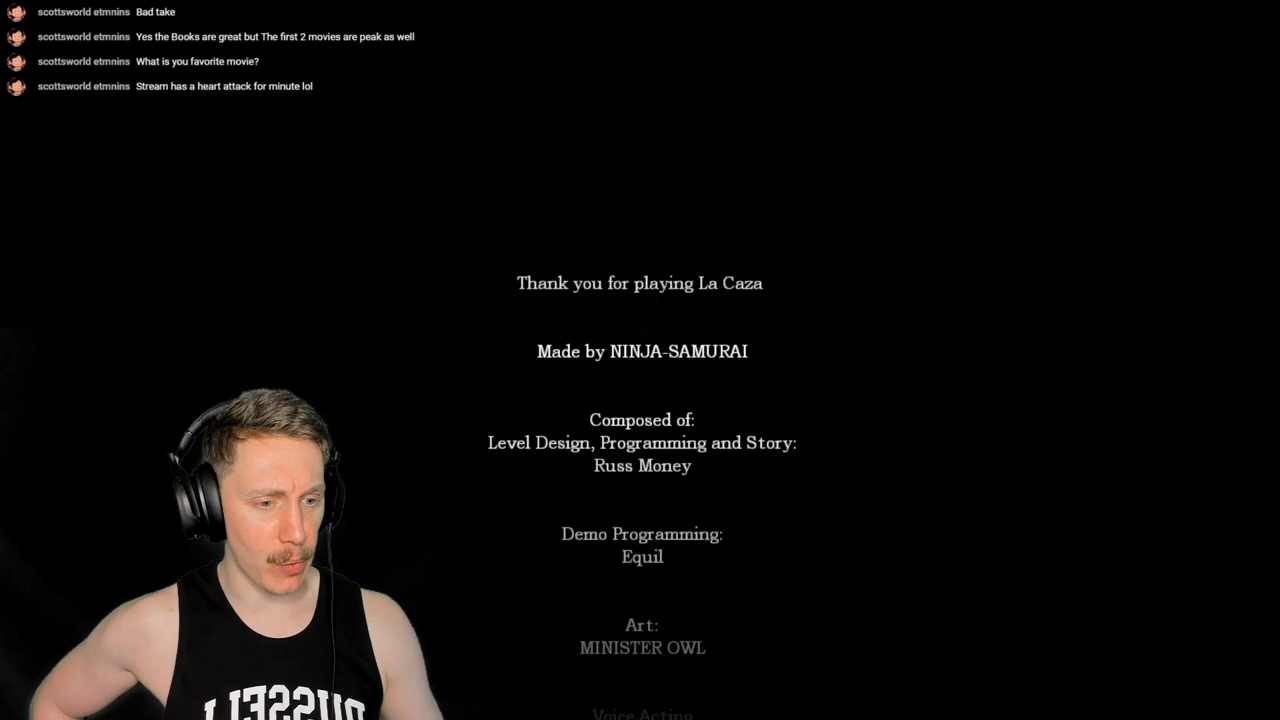 scottsworld etmnins Bad take
scottsworld etmnins Yes the Books are great but The first 2 movies are peak as well
scottsworld etmnins What is you favorite movie?
scottsworld etmnins Stream has a heart attack for minute lol
Thank you for playing La Caza
Made by NINJA-SAMURAI
Composed of:
Level Design, Programming and Story:
Russ Money
Demo Programming:
Equil
Art:
MINISTER OWL
Voice Acting
RUSSELL